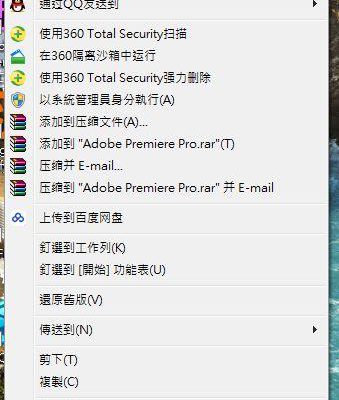 通过QQ发送到
使用360 Total Security扫描
在360隔离沙箱中运行
使用360 Total Security强力刪除
以系統管理員身分執行(A)
添加到压缩文件(A)...
添加到 "Adobe Premiere Pro.rar"(T)
压缩并 E-mail...
压缩到 "Adobe Premiere Pro.rar" 并 E-mail
上传到百度网盘
釘選到工作列(K)
釘選到 [開始] 功能表(U)
還原舊版(V)
傳送到(N)
剪下(T)
複製(C)